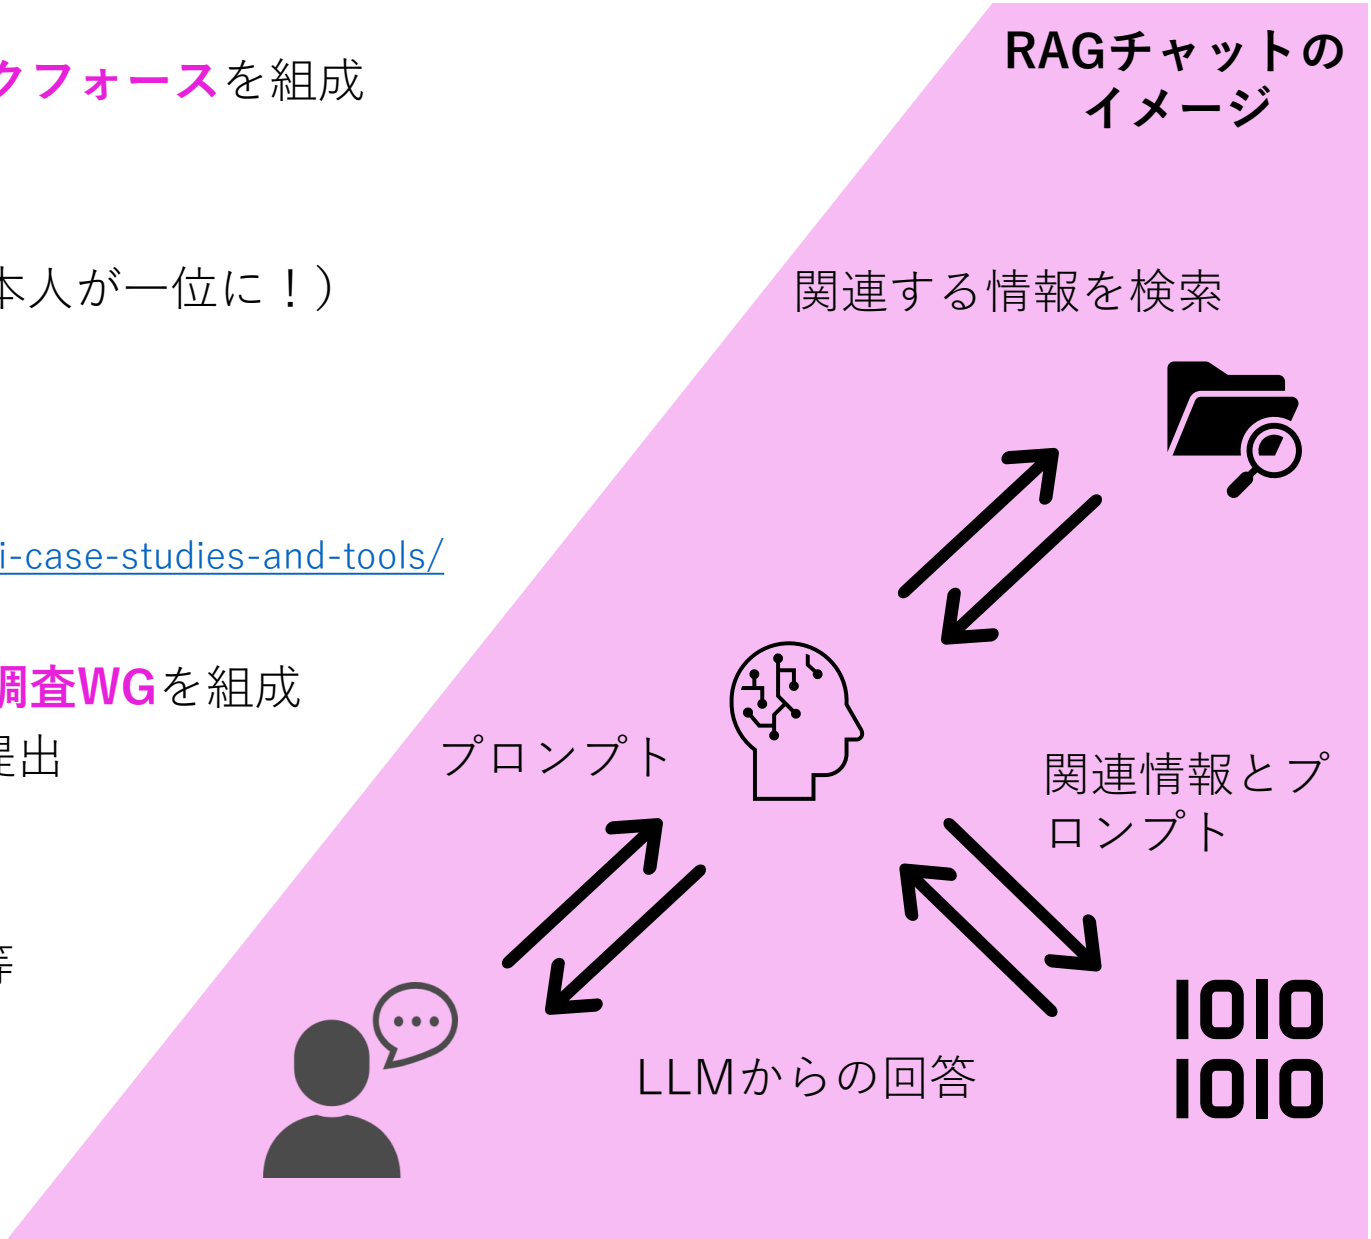 クフォースを組成
本人が一位に！）
i-case-studies-and-tools/
調査WGを組成
提出
等
RAGチャットの
イメージ
関連する情報を検索
プロンプト
関連情報とプ
ロンプト
LLMからの回答
1010
1010